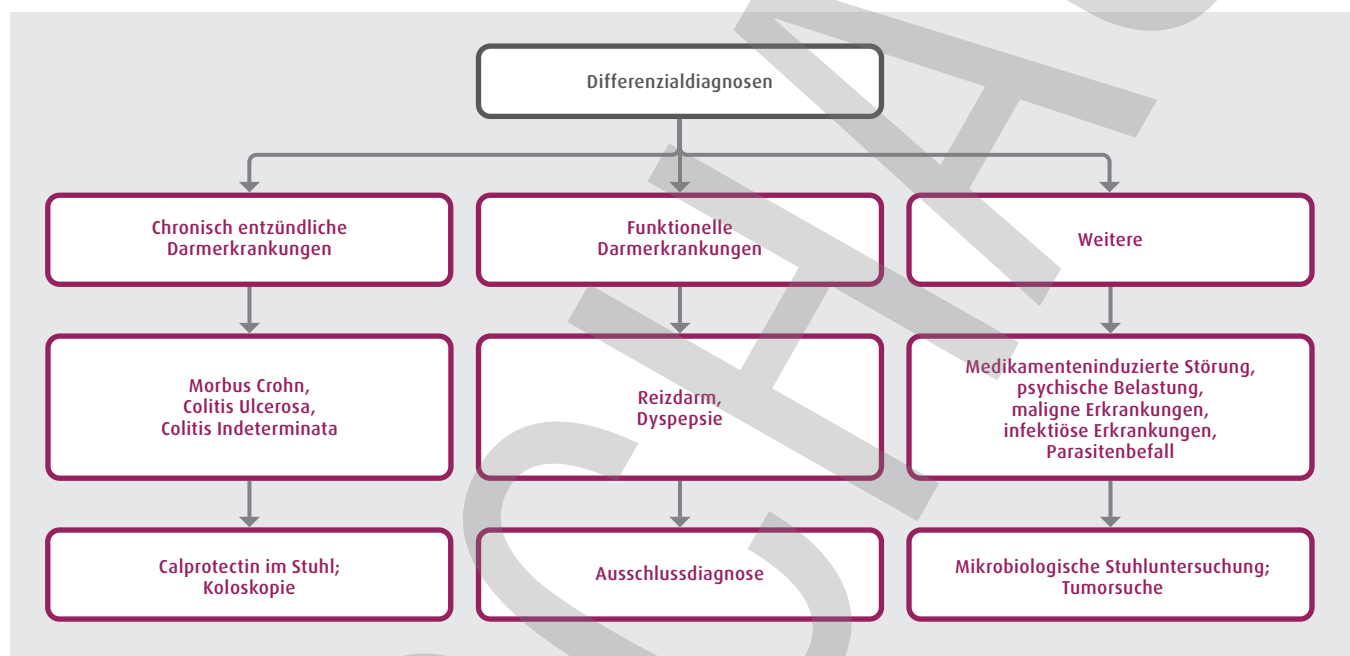 Differenzialdiagnosen
Chronisch entzündliche
Darmerkrankungen
Funktionelle
Darmerkrankungen
Weitere
Morbus Crohn,
Colitis Ulcerosa,
Colitis Indeterminata
Reizdarm,
Dyspepsie
Medikamenteninduzierte Störung,
psychische Belastung,
maligne Erkrankungen,
infektiöse Erkrankungen,
Parasitenbefall
Calprotectin im Stuhl;
Koloskopie
Ausschlussdiagnose
Mikrobiologische Stuhluntersuchung;
Tumorsuche